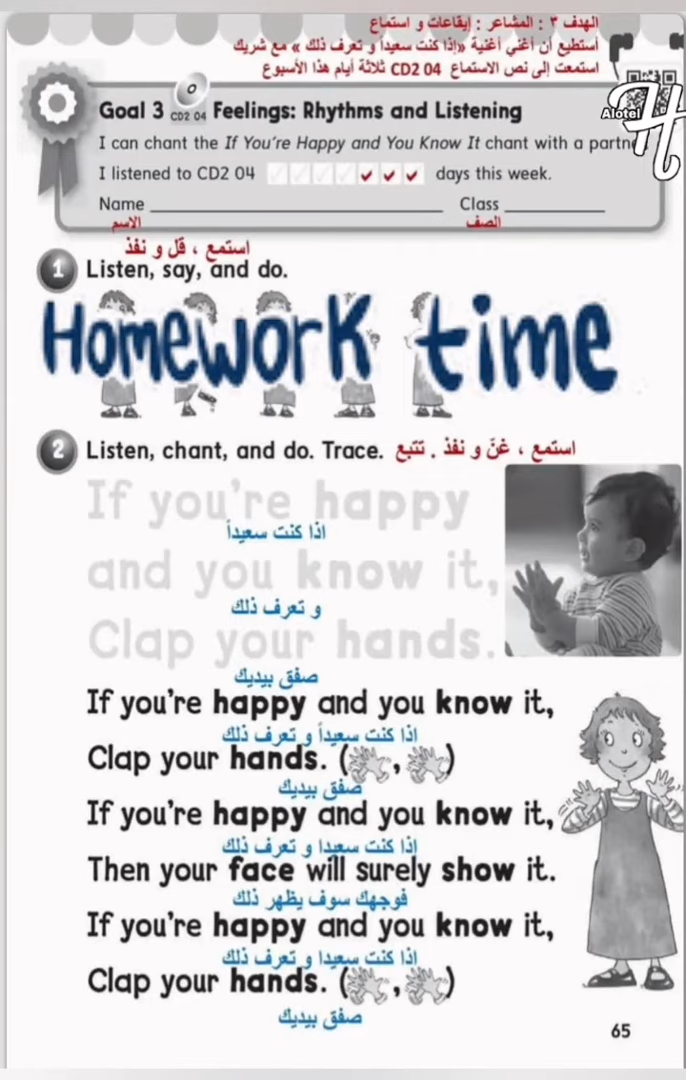 الهدف ٣ : المشاعر : إيقاعات و استماع
أستطيع أن أغني أغنية «إذا كنت سعيداً و تعرف ذلك » مع شريك
استمعت إلى نص الاستماع CD2 04 ثلاثة أيام هذا الأسبوع
Goal 3 CD2 04 Feelings: Rhythms and Listening
Alotei
I can chant the If You're Happy and You Know It chant with a partn
I listened to CD2 04 days this week.
Name Class
الاسم الصف
استمع ، قل و نفذ
1 Listen, say, and do.
Homework time
2 Listen, chant, and do. Trace. استمع ، غنّ و نفذ . تتبع
If you're happy
اذا كنت سعيداً
and you know it,
و تعرف ذلك
Clap your hands.
صفق بيديك
If you're happy and you know it,
اذا كنت سعيداً و تعرف ذلك
Clap your hands. ( , )
صفق بيديك
If you're happy and you know it,
إذا كنت سعيدا و تعرف ذلك
Then your face will surely show it.
فوجهك سوف يظهر ذلك
If you're happy and you know it,
إذا كنت سعيدا و تعرف ذلك
Clap your hands. ( , )
صفق بيديك
65